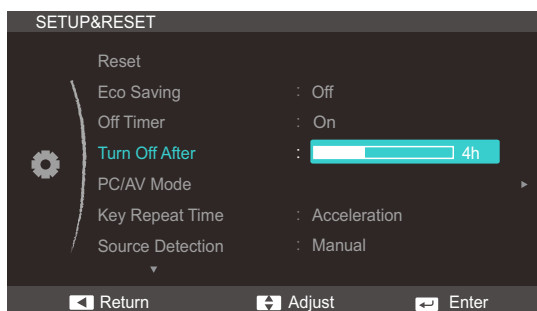 SETUP&RESET
Reset
Eco Saving : Off
Off Timer : On
Turn Off After : 4h
PC/AV Mode
Key Repeat Time : Acceleration
Source Detection : Manual
Return Adjust Enter